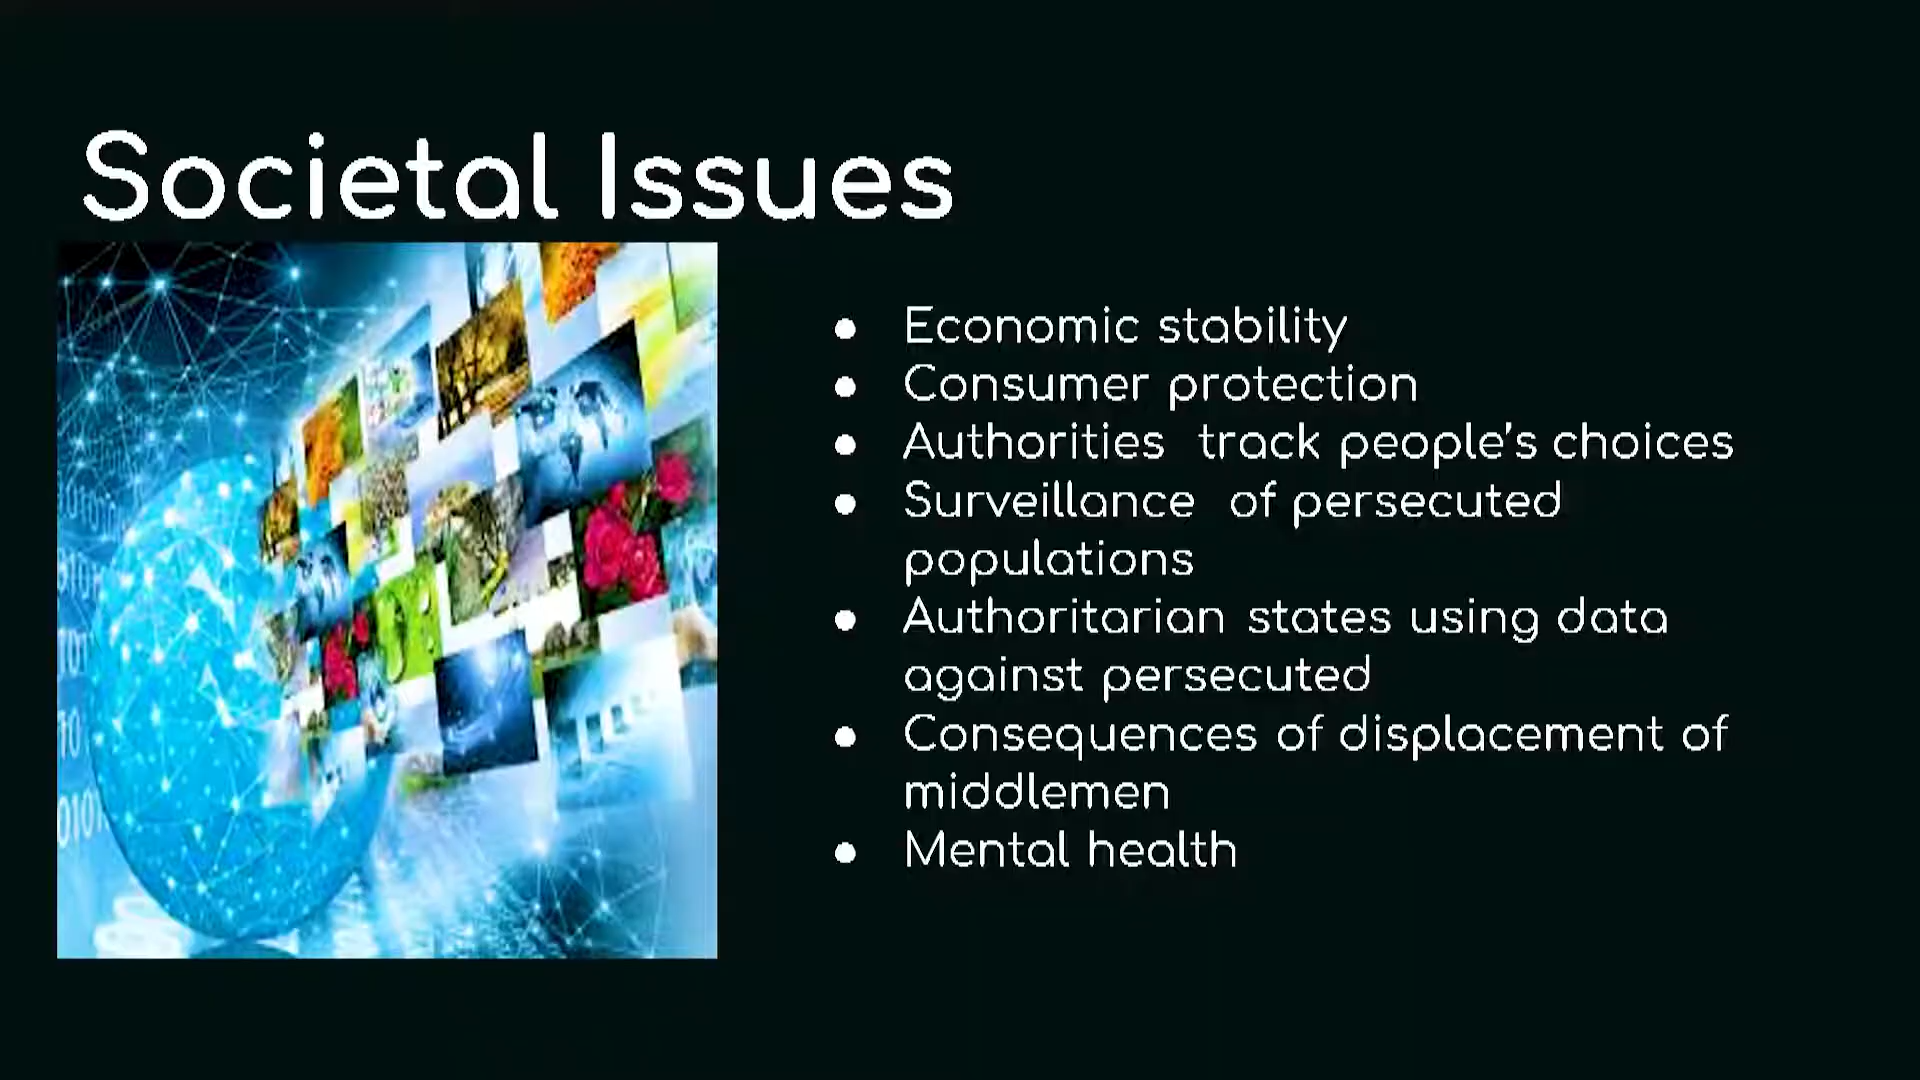 Societal Issues
● Economic stability
● Consumer protection
● Authorities  track people’s choices
● Surveillance  of persecuted
populations
● Authoritarian states using data
against persecuted
● Consequences of displacement of
middlemen
● Mental health